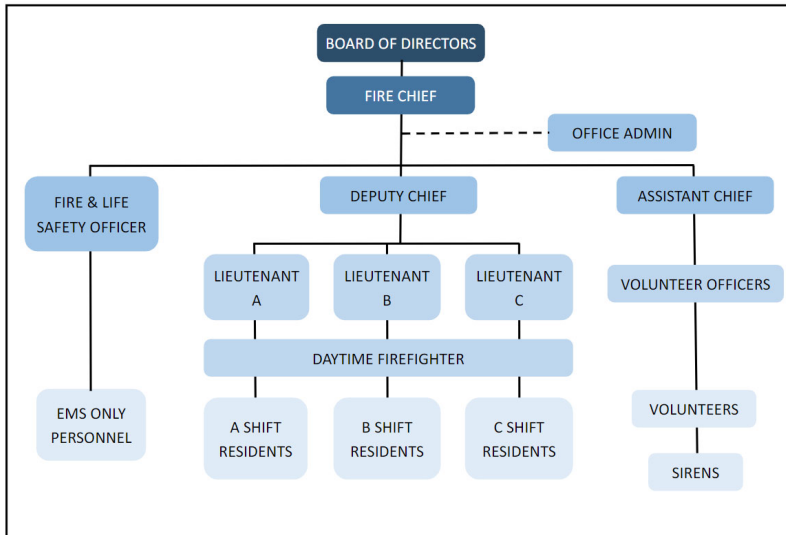 BOARD OF DIRECTORS
FIRE CHIEF
OFFICE ADMIN
FIRE & LIFE
SAFETY OFFICER
DEPUTY CHIEF
ASSISTANT CHIEF
LIEUTENANT
A
LIEUTENANT
B
LIEUTENANT
C
VOLUNTEER OFFICERS
DAYTIME FIREFIGHTER
EMS ONLY
PERSONNEL
A SHIFT
RESIDENTS
B SHIFT
RESIDENTS
C SHIFT
RESIDENTS
VOLUNTEERS
SIRENS